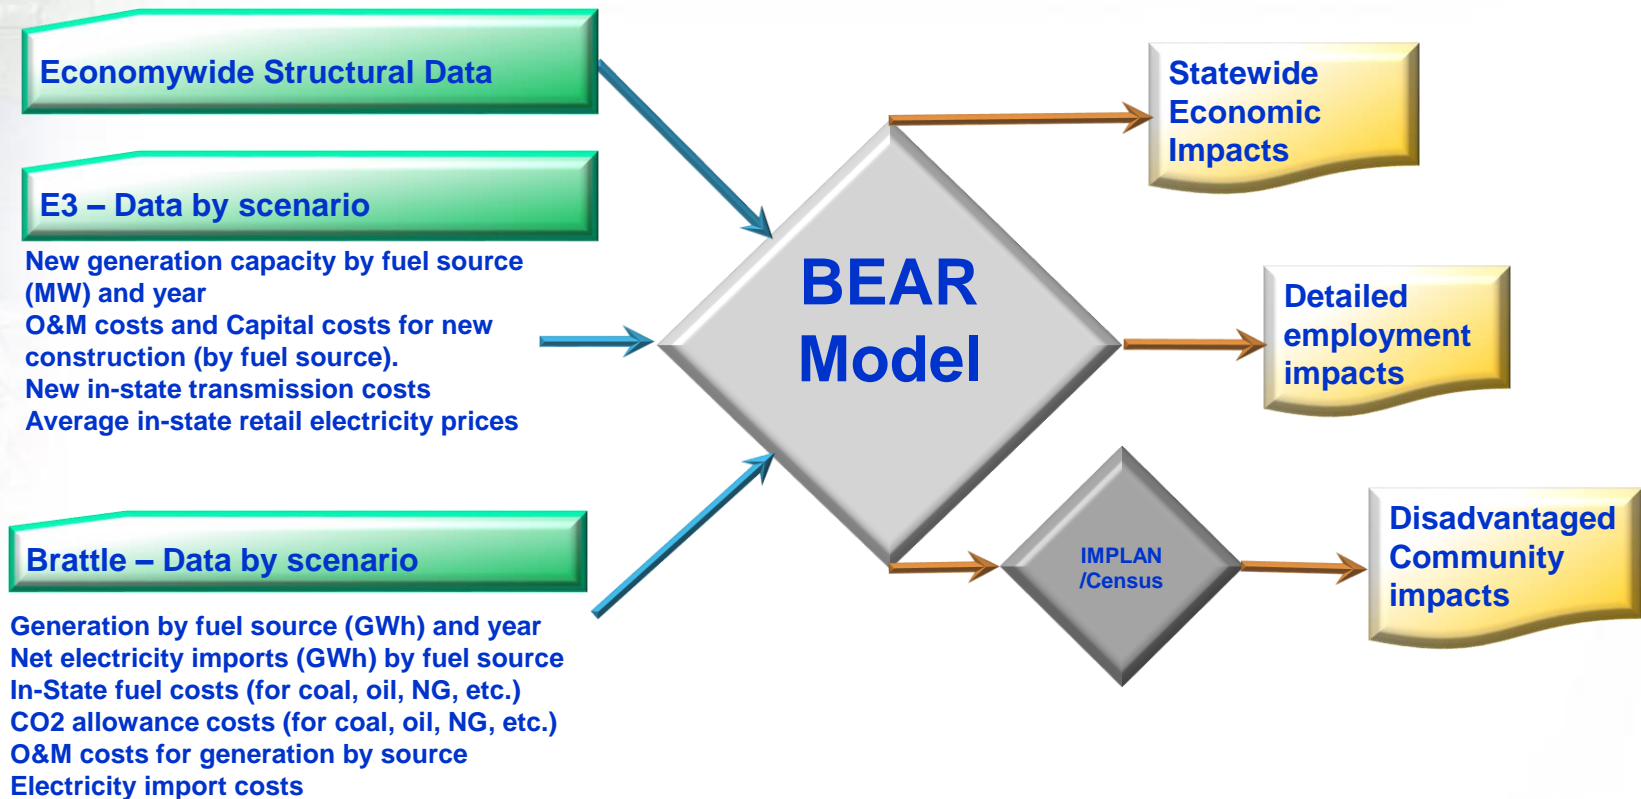 Economywide Structural Data
E3 – Data by scenario
New generation capacity by fuel source
(MW) and year
O&M costs and Capital costs for new
construction (by fuel source).
New in-state transmission costs
Average in-state retail electricity prices
Brattle – Data by scenario
Generation by fuel source (GWh) and year
Net electricity imports (GWh) by fuel source
In-State fuel costs (for coal, oil, NG, etc.)
CO2 allowance costs (for coal, oil, NG, etc.)
O&M costs for generation by source
Electricity import costs
BEAR
Model
IMPLAN
/Census
Statewide
Economic
Impacts
Detailed
employment
impacts
Disadvantaged
Community
impacts